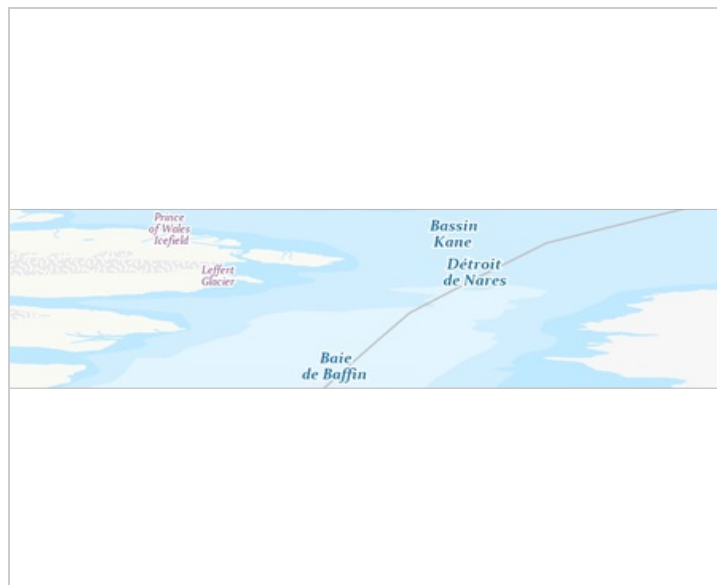 Prince
of Wales
Icefield
Leffert
Glacier
Bassin
Kane
Détroit
de Nares
Baie
de Baffin